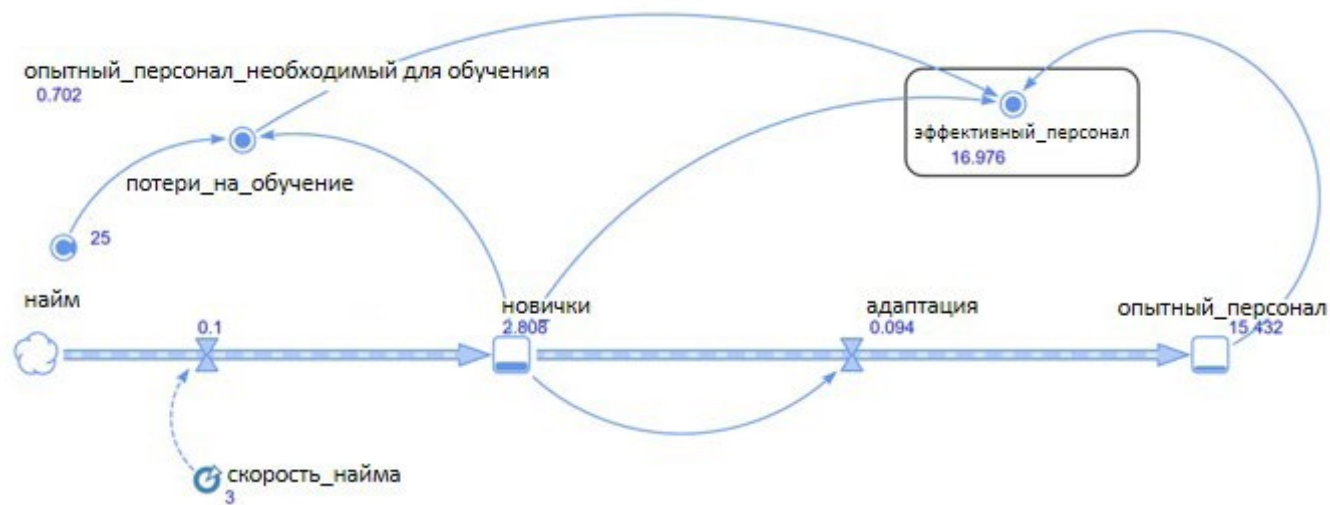 опытный_персонал_необходимый для обучения
0.702
эффективный_персонал
16.976
потери_на_обучение
25
найм
новички
адаптация
опытный_персонал
0.1
2.808
0.094
15.432
скорость_найма
3